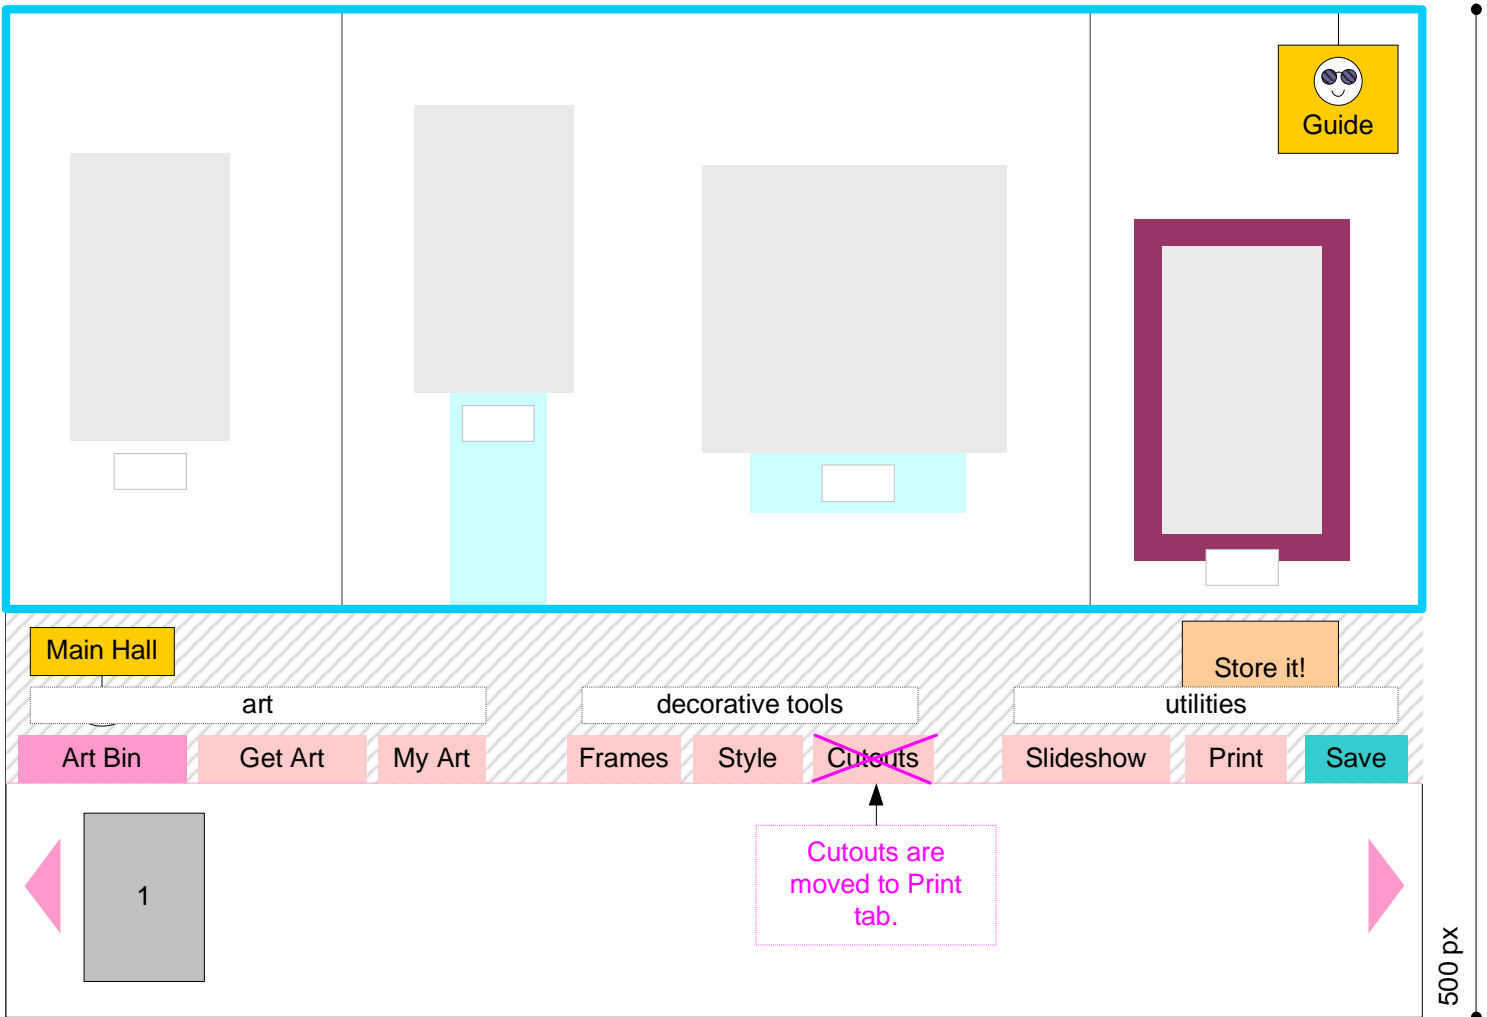 Guide
Main Hall
Store it!
art
decorative tools
utilities
Art Bin
Get Art
My Art
Frames
Style
Cutouts
Slideshow
Print
Save
Cutouts are
moved to Print
tab.
1
500 px